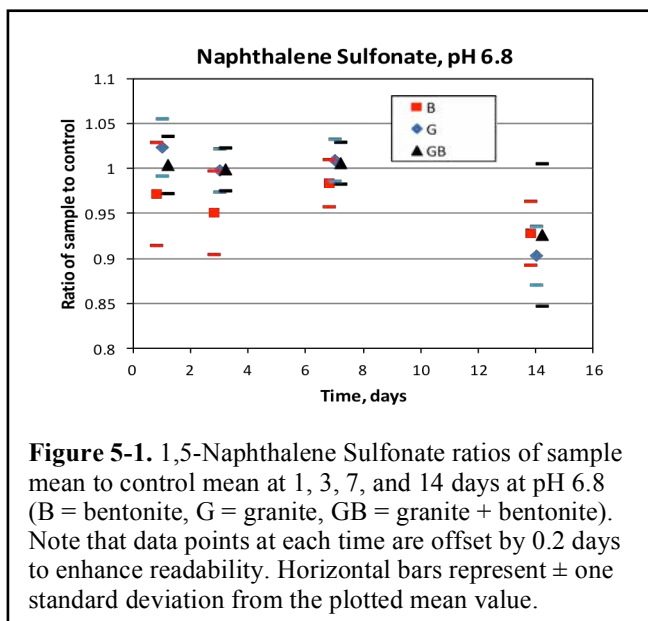 Naphthalene Sulfonate, pH 6.8
1.1
1.05
1
0.95
0.9
0.85
0.8
Ratio of sample to control
B
G
GB
0 2 4 6 8 10 12 14 16
Time, days
Figure 5-1. 1,5-Naphthalene Sulfonate ratios of sample
mean to control mean at 1, 3, 7, and 14 days at pH 6.8
(B = bentonite, G = granite, GB = granite + bentonite).
Note that data points at each time are offset by 0.2 days
to enhance readability. Horizontal bars represent ± one
standard deviation from the plotted mean value.